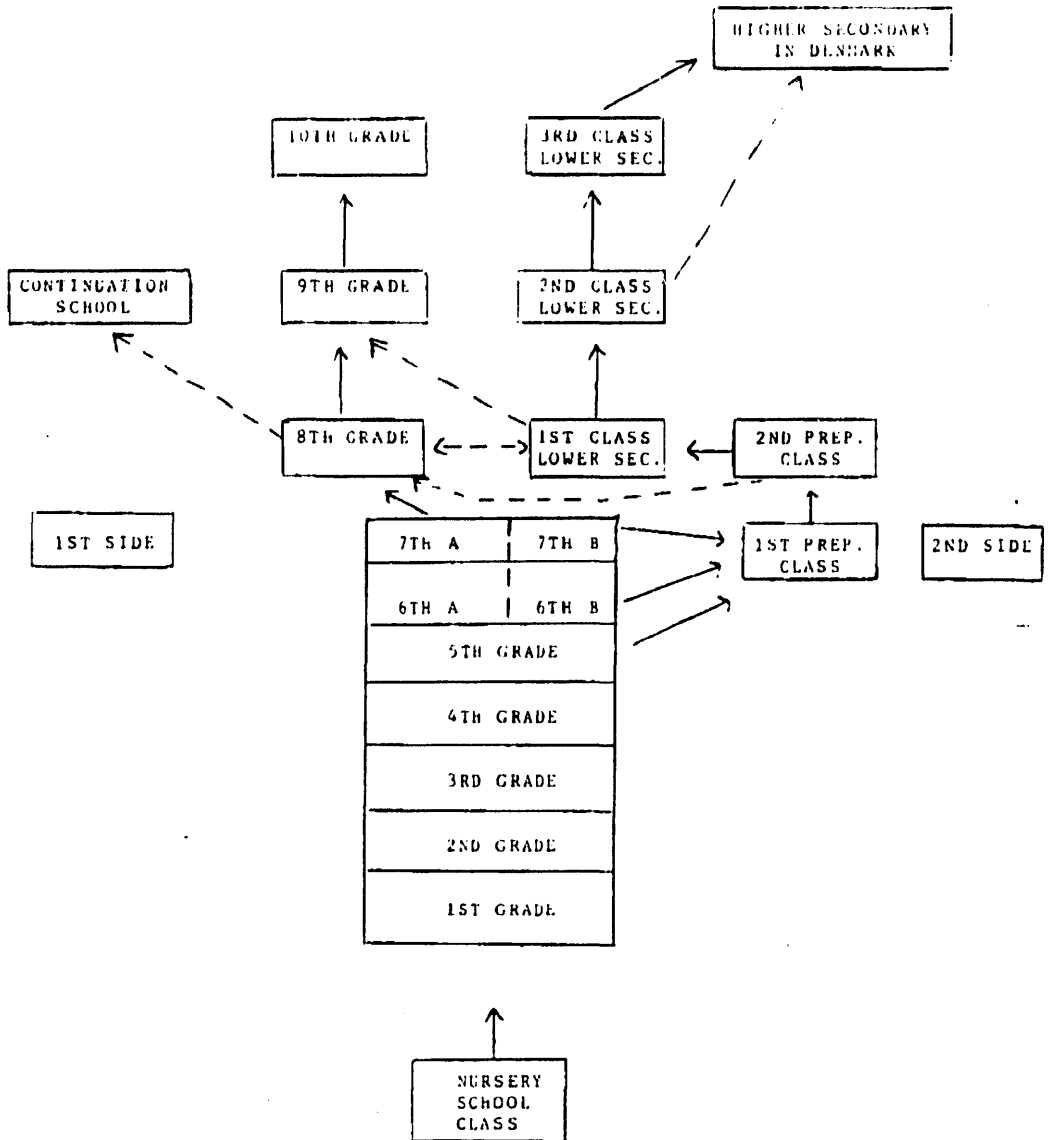 HIGHER SECONDARY
IN DENMARK
10TH GRADE
3RD CLASS
LOWER SEC.
CONTINUATION
SCHOOL
9TH GRADE
2ND CLASS
LOWER SEC.
8TH GRADE
1ST CLASS
LOWER SEC.
2ND PREP.
CLASS
1ST SIDE
7TH A
7TH B
1ST PREP.
CLASS
2ND SIDE
6TH A
6TH B
5TH GRADE
4TH GRADE
3RD GRADE
2ND GRADE
1ST GRADE
NURSERY
SCHOOL
CLASS